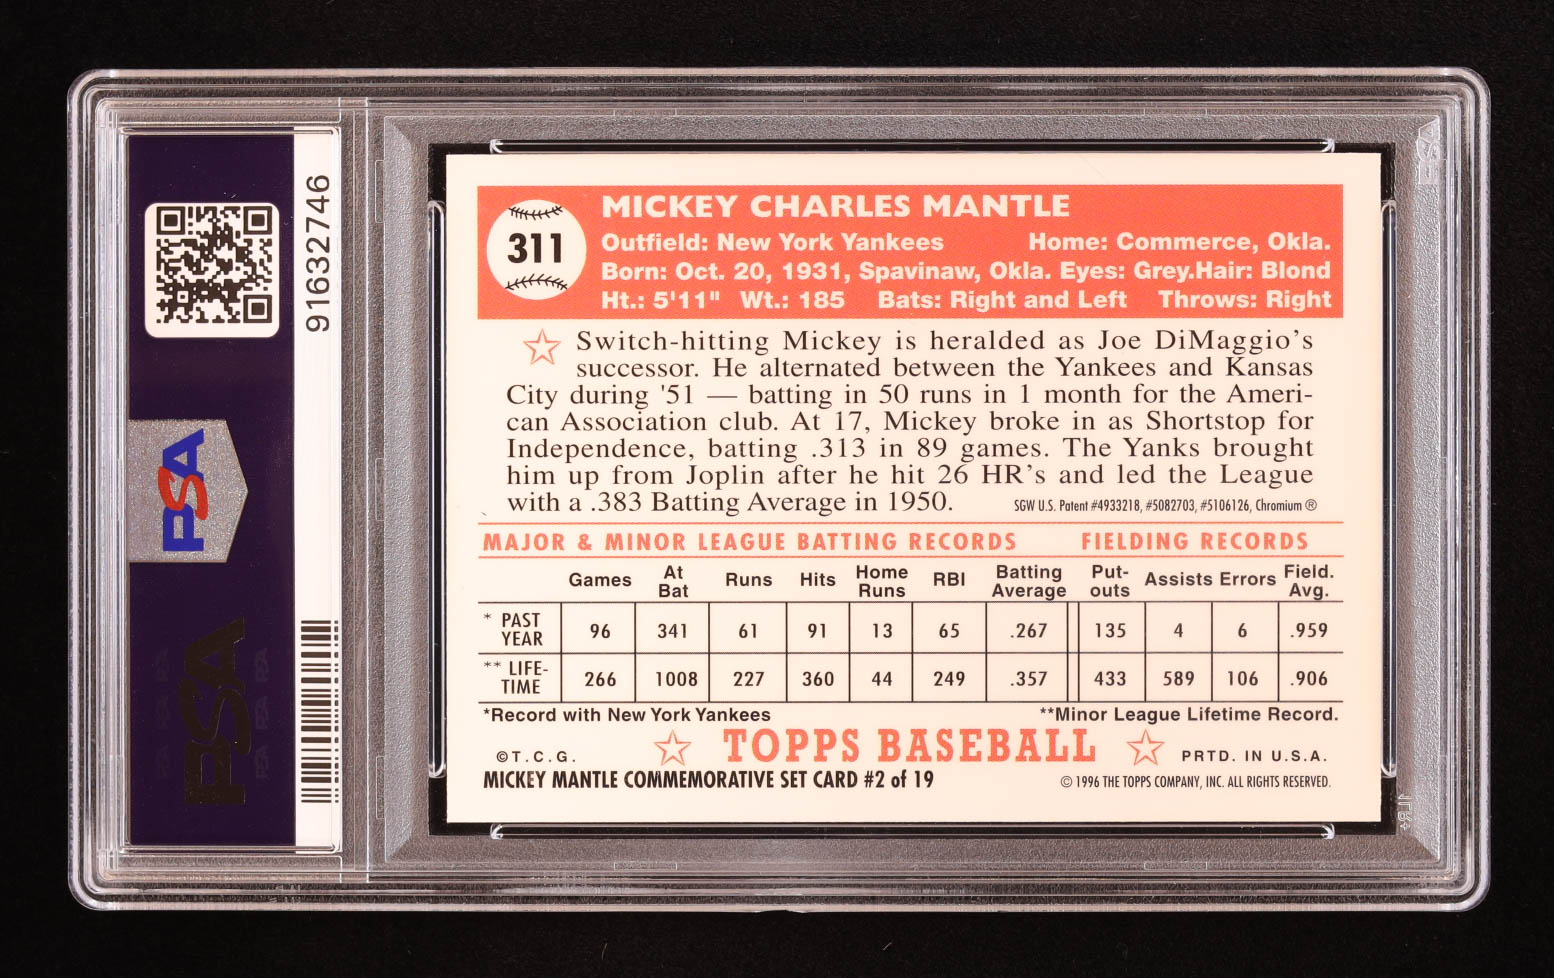 91632746
PSA
PSA
311
MICKEY CHARLES MANTLE
Outfield: New York Yankees Home: Commerce, Okla.
Born: Oct. 20, 1931, Spavinaw, Okla. Eyes: Grey.Hair: Blond
Ht.: 5'11" Wt.: 185 Bats: Right and Left Throws: Right
Switch-hitting Mickey is heralded as Joe DiMaggio's
successor. He alternated between the Yankees and Kansas
City during '51 — batting in 50 runs in 1 month for the Ameri-
can Association club. At 17, Mickey broke in as Shortstop for
Independence, batting .313 in 89 games. The Yanks brought
him up from Joplin after he hit 26 HR's and led the League
with a .383 Batting Average in 1950. SGW U.S. Patent #4933218, #5082703, #5106126, Chromium ®
MAJOR & MINOR LEAGUE BATTING RECORDS FIELDING RECORDS
Games At Bat Runs Hits Home Runs RBI Batting Average Put-outs Assists Errors Field. Avg.
* PAST YEAR 96 341 61 91 13 65 .267 135 4 6 .959
** LIFE-TIME 266 1008 227 360 44 249 .357 433 589 106 .906
*Record with New York Yankees **Minor League Lifetime Record.
©T.C.G. TOPPS BASEBALL PRTD. IN U.S.A.
MICKEY MANTLE COMMEMORATIVE SET CARD #2 of 19 © 1996 THE TOPPS COMPANY, INC. ALL RIGHTS RESERVED.